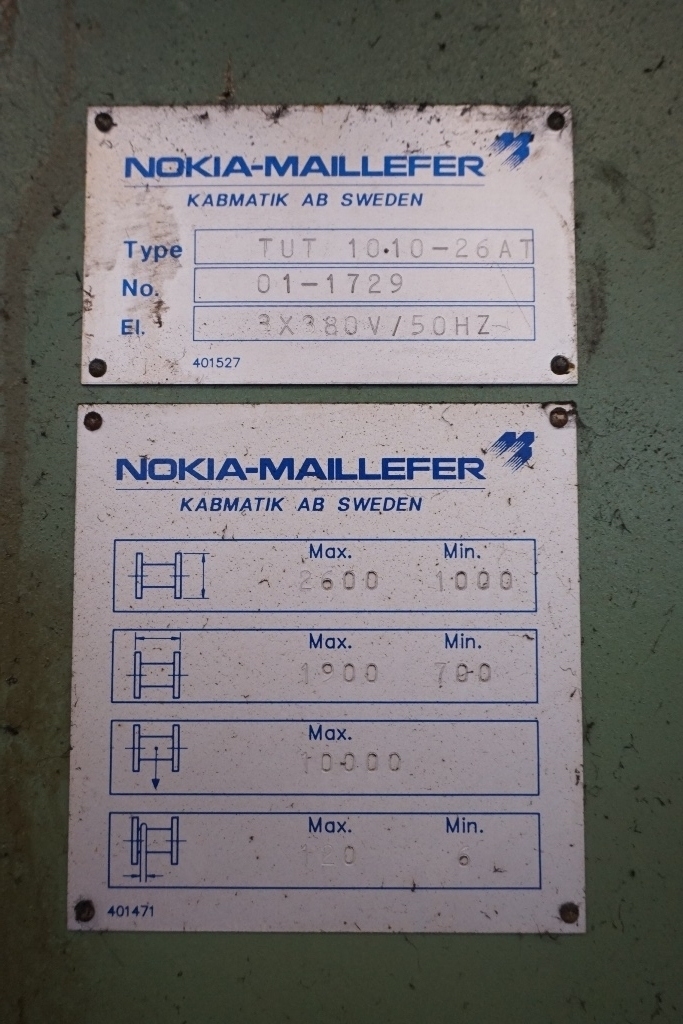 NOKIA-MAILLEFER
KABMATIK AB SWEDEN
Type TUT 10.10-26AT
No. 01-1729
El. 3X380V/50HZ
401527
NOKIA-MAILLEFER
KABMATIK AB SWEDEN
Max. Min.
2600 1000
Max. Min.
1900 700
Max.
10000
Max. Min.
120 6
401471